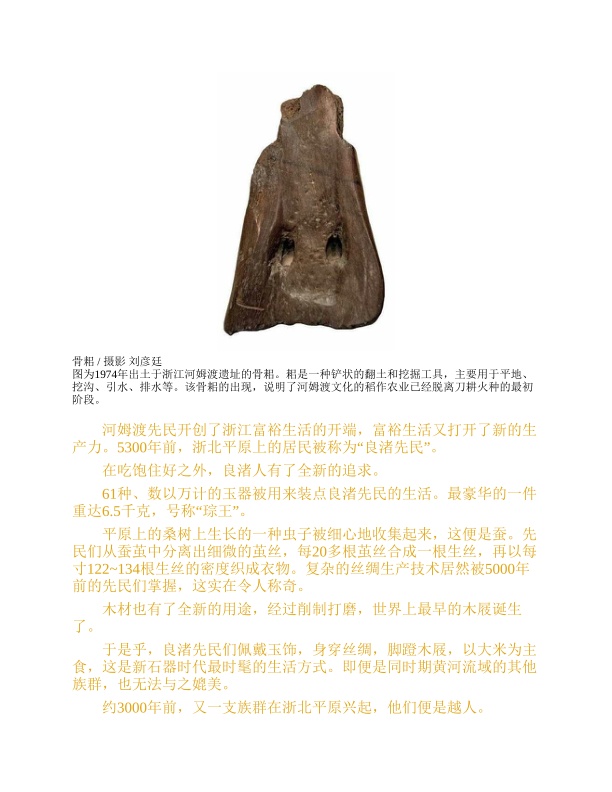 骨耜 / 摄影 刘彦廷
图为1974年出土于浙江河姆渡遗址的骨耜。耜是一种铲状的翻土和挖掘工具，主要用于平地、
挖沟、引水、排水等。该骨耜的出现，说明了河姆渡文化的稻作农业已经脱离刀耕火种的最初
阶段。
河姆渡先民开创了浙江富裕生活的开端，富裕生活又打开了新的生
产力。5300年前，浙北平原上的居民被称为“良渚先民”。
在吃饱住好之外，良渚人有了全新的追求。
61种、数以万计的玉器被用来装点良渚先民的生活。最豪华的一件
重达6.5千克，号称“琮王”。
平原上的桑树上生长的一种虫子被细心地收集起来，这便是蚕。先
民们从蚕茧中分离出细微的茧丝，每20多根茧丝合成一根生丝，再以每
寸122~134根生丝的密度织成衣物。复杂的丝绸生产技术居然被5000年
前的先民们掌握，这实在令人称奇。
木材也有了全新的用途，经过削制打磨，世界上最早的木屐诞生
了。
于是乎，良渚先民们佩戴玉饰，身穿丝绸，脚蹬木屐，以大米为主
食，这是新石器时代最时髦的生活方式。即便是同时期黄河流域的其他
族群，也无法与之媲美。
约3000年前，又一支族群在浙北平原兴起，他们便是越人。